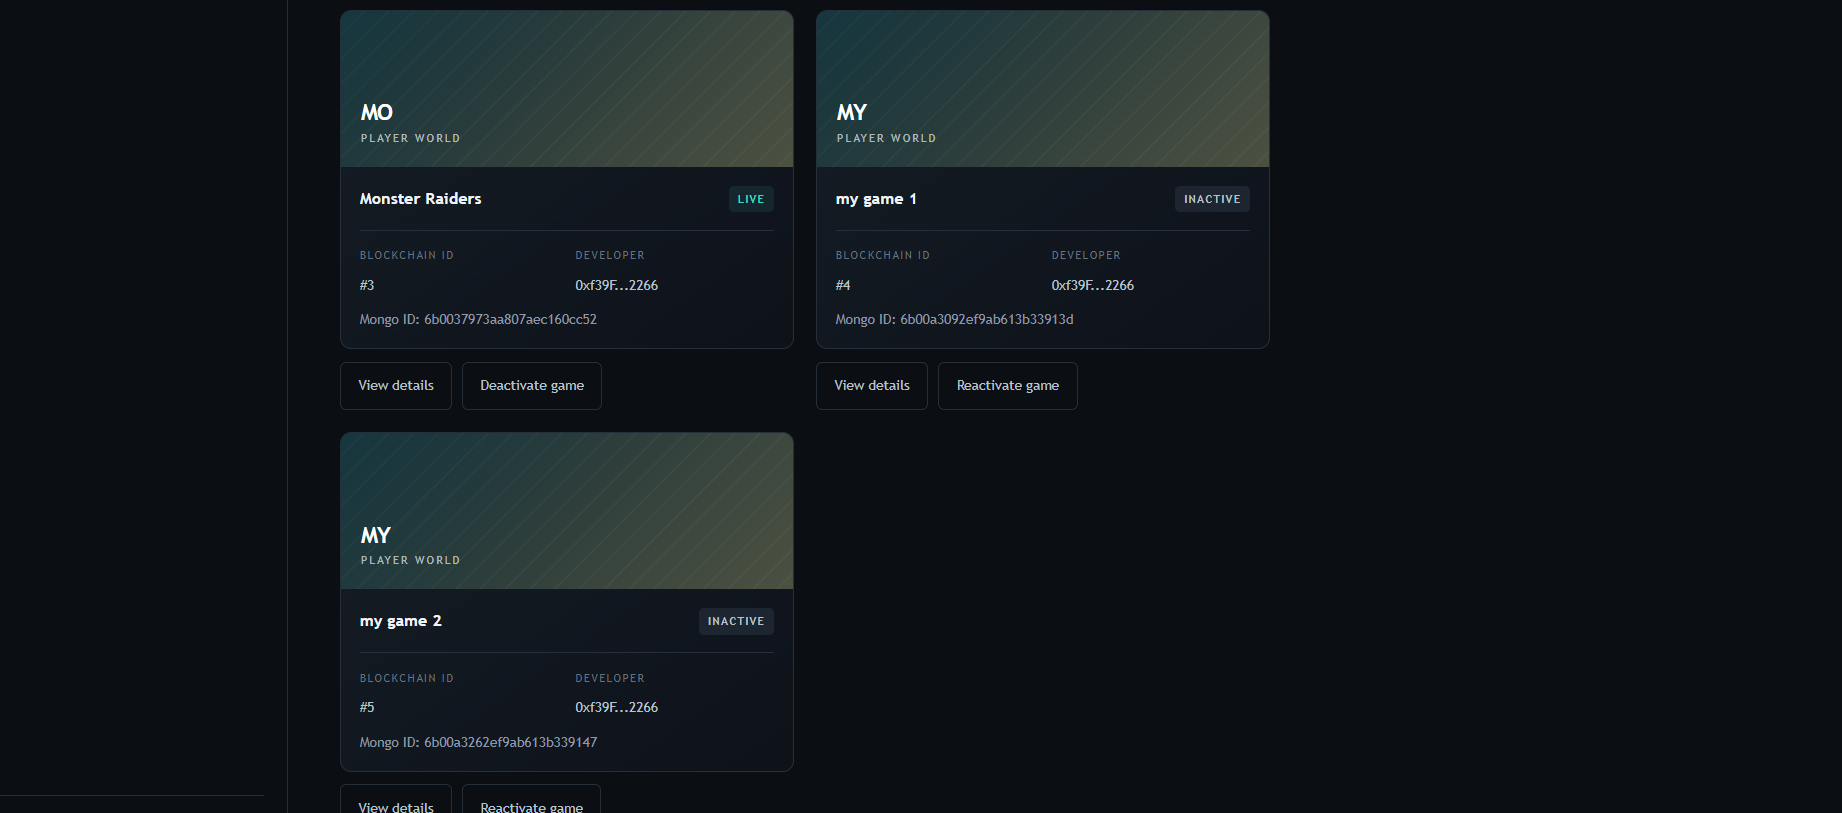 MO
PLAYER WORLD
Monster Raiders
LIVE
BLOCKCHAIN ID
DEVELOPER
#3
0xf39F...2266
Mongo ID: 6b0037973aa807aec160cc52
View details
Deactivate game
MY
PLAYER WORLD
my game 1
INACTIVE
BLOCKCHAIN ID
DEVELOPER
#4
0xf39F...2266
Mongo ID: 6b00a3092ef9ab613b33913d
View details
Reactivate game
MY
PLAYER WORLD
my game 2
INACTIVE
BLOCKCHAIN ID
DEVELOPER
#5
0xf39F...2266
Mongo ID: 6b00a3262ef9ab613b339147
View details
Reactivate game